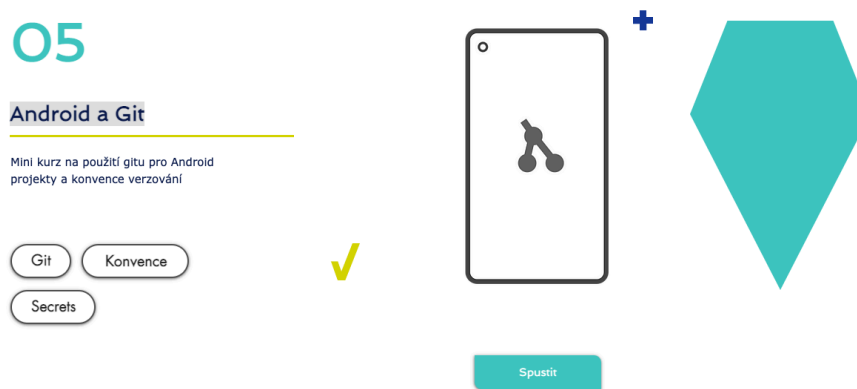 05
Android a Git
Mini kurz na použití gitu pro Android
projekty a konvence verzování
Git
Konvence
Secrets
Spustit